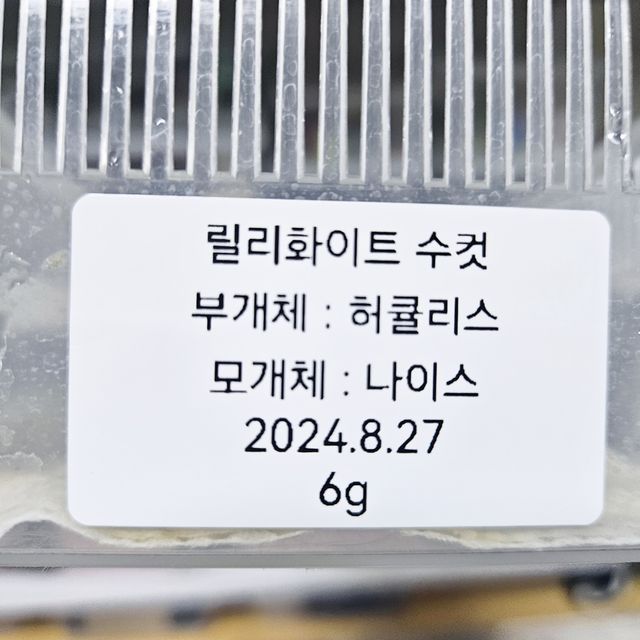 릴리화이트 수컷
부개체 : 허큘리스
모개체 : 나이스
2024.8.27
6g